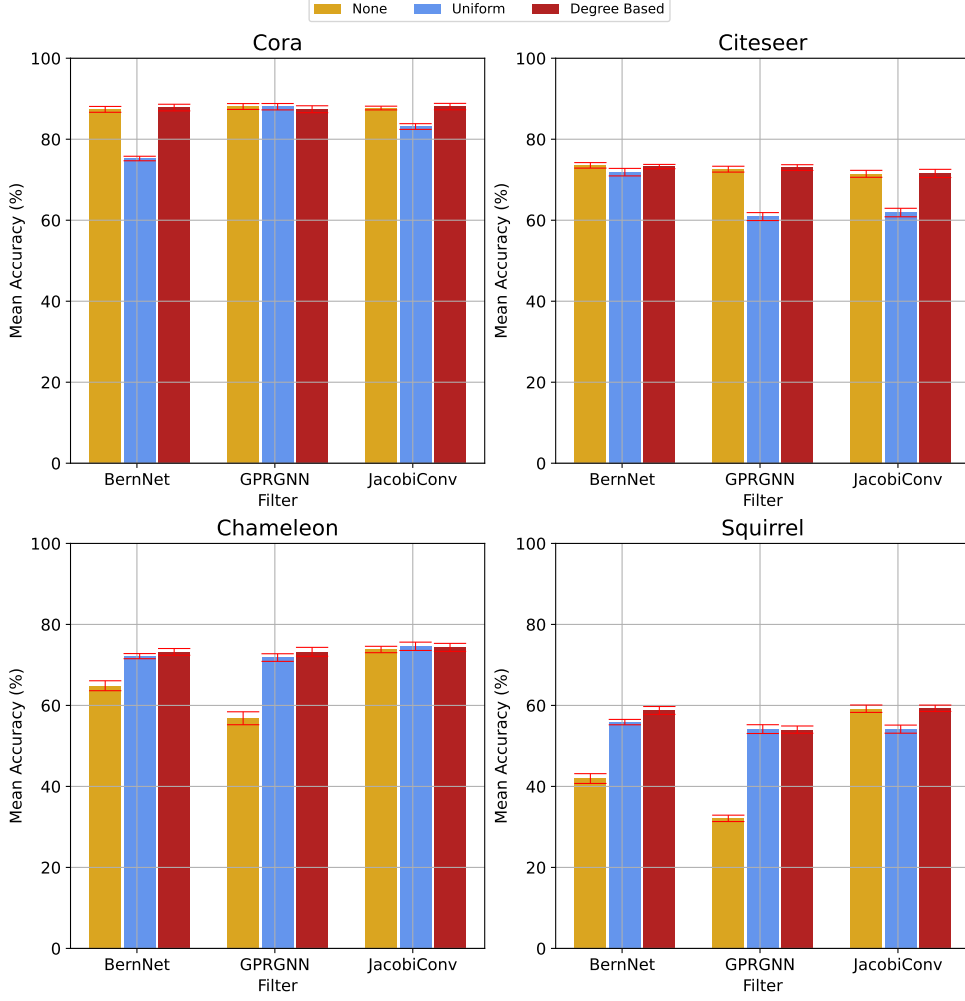 None Uniform Degree Based
Cora
100
80
60
40
20
0
Mean Accuracy (%)
BernNet GPRGNN JacobiConv
Filter
Citeseer
100
80
60
40
20
0
Mean Accuracy (%)
BernNet GPRGNN JacobiConv
Filter
Chameleon
100
80
60
40
20
0
Mean Accuracy (%)
BernNet GPRGNN JacobiConv
Filter
Squirrel
100
80
60
40
20
0
Mean Accuracy (%)
BernNet GPRGNN JacobiConv
Filter